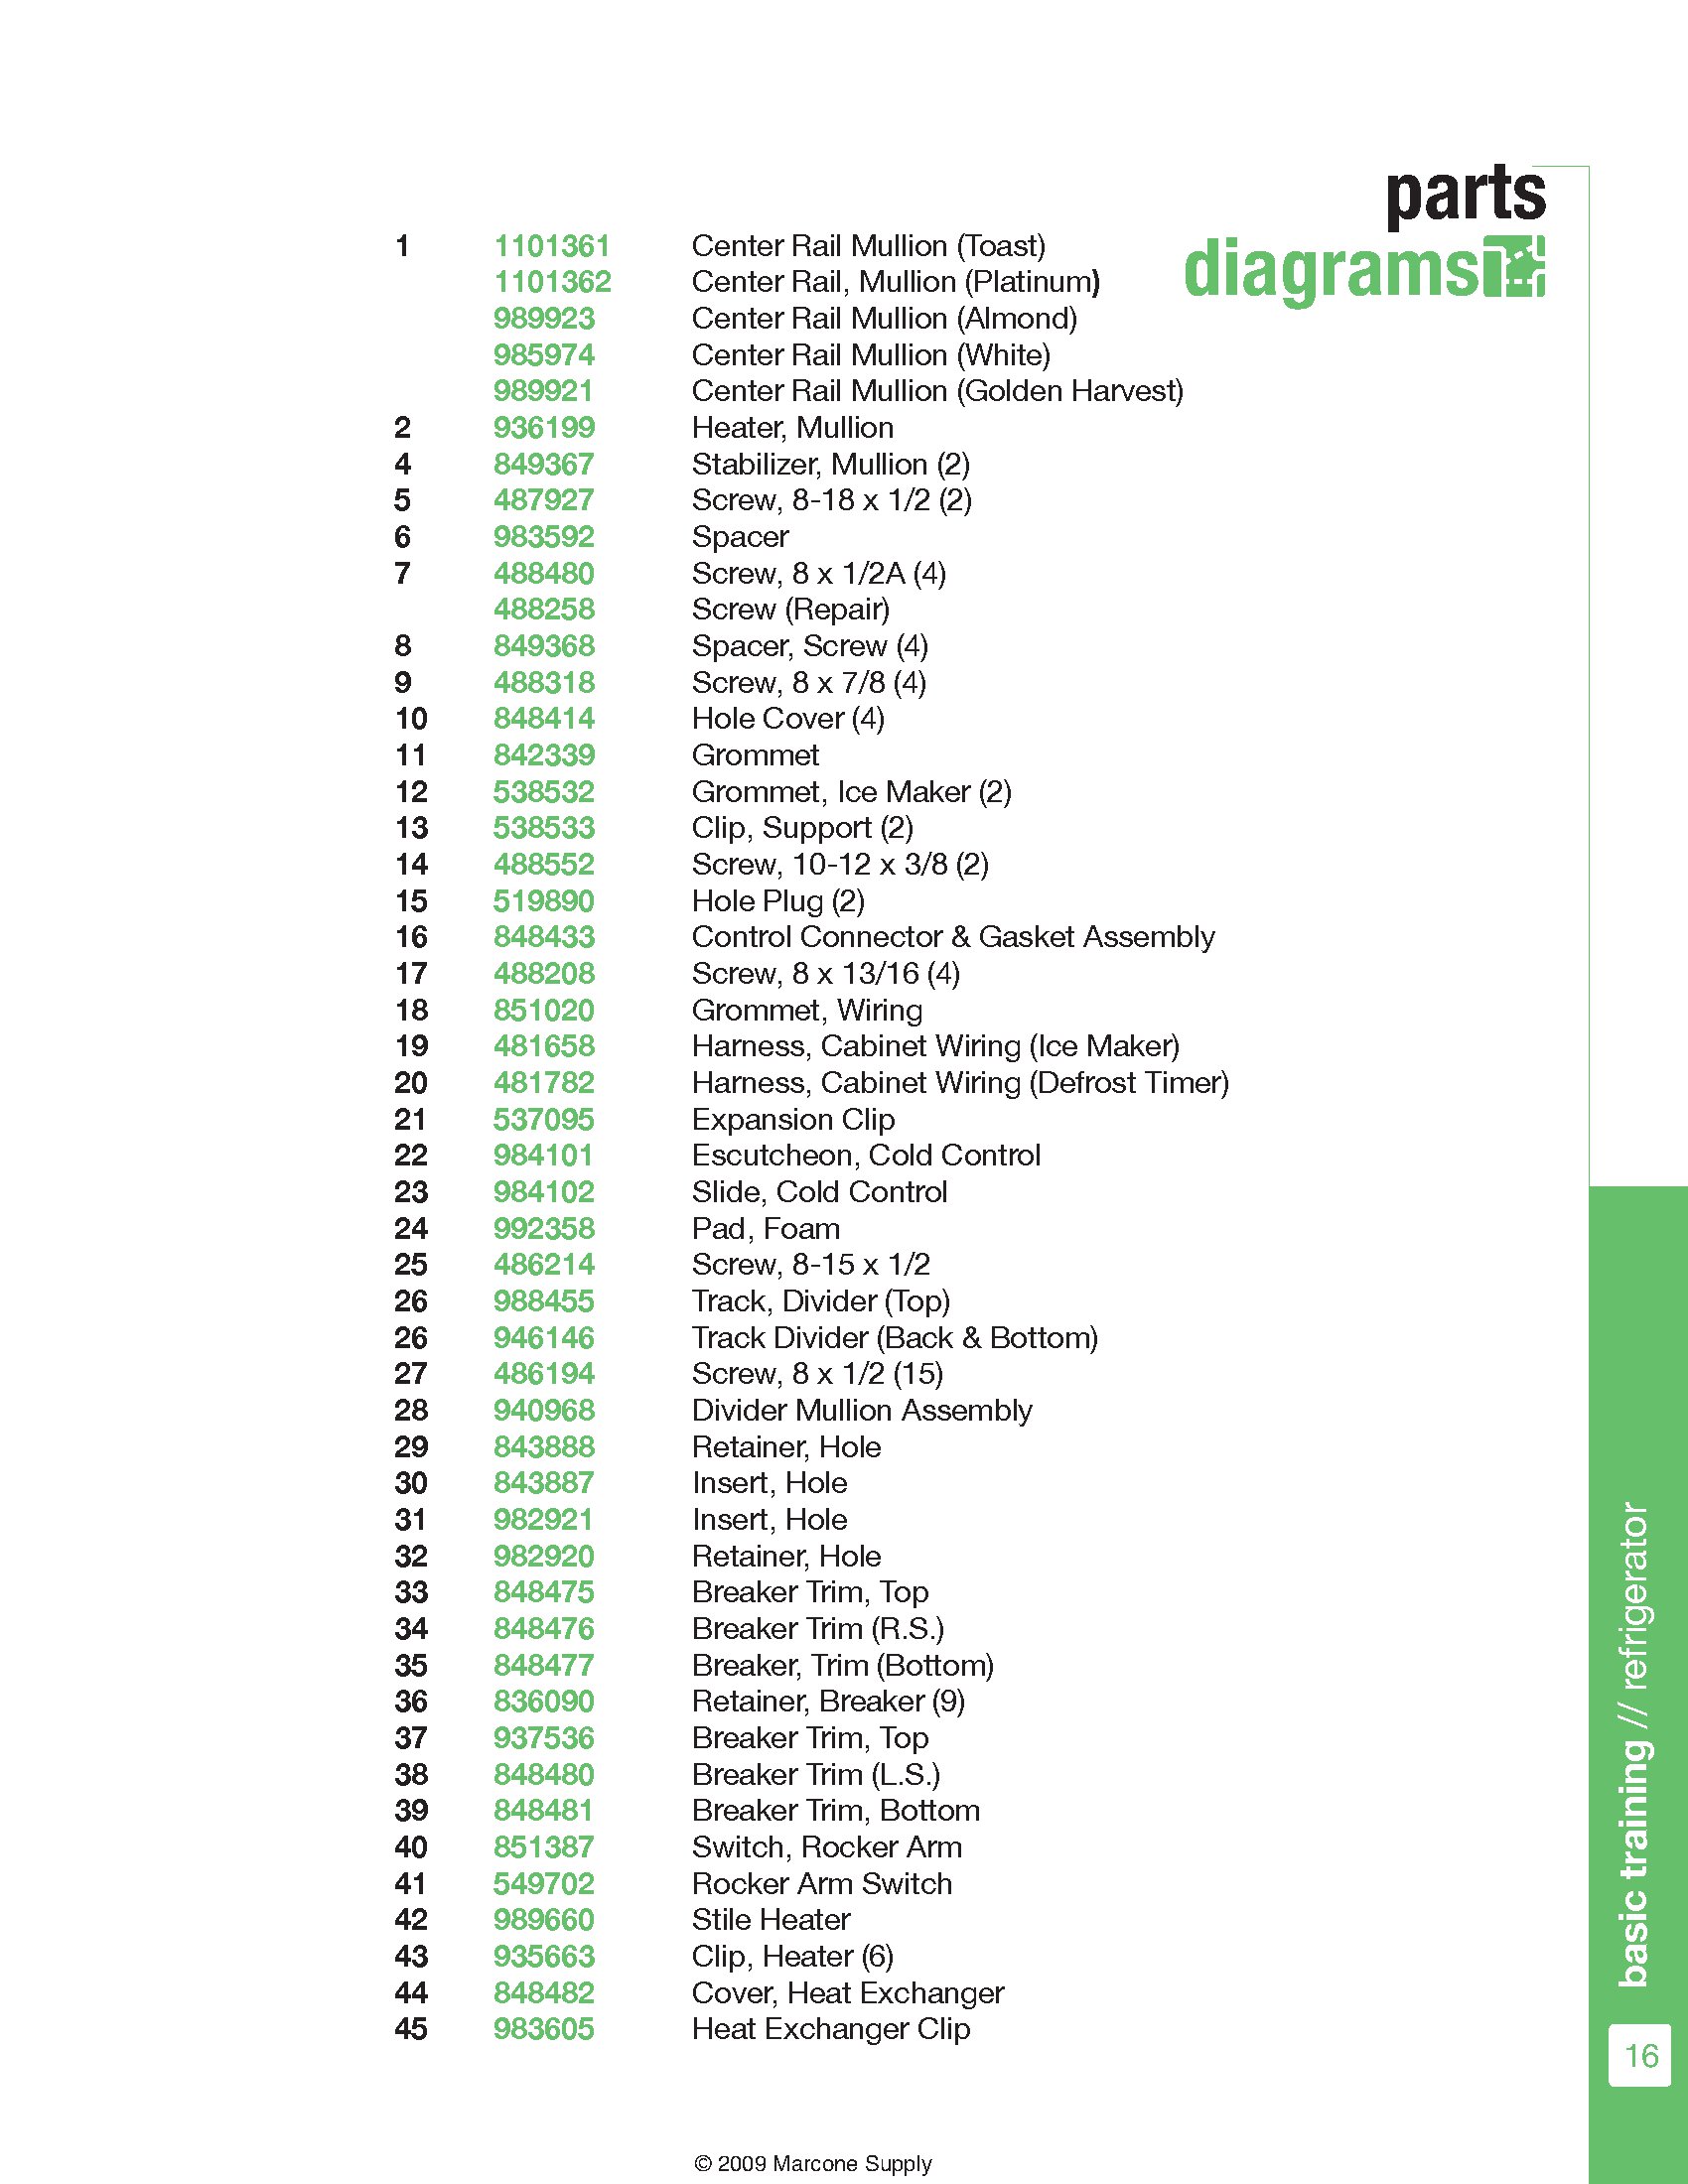 parts
diagrams
1 1101361 Center Rail Mullion (Toast)
1101362 Center Rail, Mullion (Platinum)
989923 Center Rail Mullion (Almond)
985974 Center Rail Mullion (White)
989921 Center Rail Mullion (Golden Harvest)
2 936199 Heater, Mullion
4 849367 Stabilizer, Mullion (2)
5 487927 Screw, 8-18 x 1/2 (2)
6 983592 Spacer
7 488480 Screw, 8 x 1/2A (4)
488258 Screw (Repair)
8 849368 Spacer, Screw (4)
9 488318 Screw, 8 x 7/8 (4)
10 848414 Hole Cover (4)
11 842339 Grommet
12 538532 Grommet, Ice Maker (2)
13 538533 Clip, Support (2)
14 488552 Screw, 10-12 x 3/8 (2)
15 519890 Hole Plug (2)
16 848433 Control Connector & Gasket Assembly
17 488208 Screw, 8 x 13/16 (4)
18 851020 Grommet, Wiring
19 481658 Harness, Cabinet Wiring (Ice Maker)
20 481782 Harness, Cabinet Wiring (Defrost Timer)
21 537095 Expansion Clip
22 984101 Escutcheon, Cold Control
23 984102 Slide, Cold Control
24 992358 Pad, Foam
25 486214 Screw, 8-15 x 1/2
26 988455 Track, Divider (Top)
26 946146 Track Divider (Back & Bottom)
27 486194 Screw, 8 x 1/2 (15)
28 940968 Divider Mullion Assembly
29 843888 Retainer, Hole
30 843887 Insert, Hole
31 982921 Insert, Hole
32 982920 Retainer, Hole
33 848475 Breaker Trim, Top
34 848476 Breaker Trim (R.S.)
35 848477 Breaker, Trim (Bottom)
36 836090 Retainer, Breaker (9)
37 937536 Breaker Trim, Top
38 848480 Breaker Trim (L.S.)
39 848481 Breaker Trim, Bottom
40 851387 Switch, Rocker Arm
41 549702 Rocker Arm Switch
42 989660 Stile Heater
43 935663 Clip, Heater (6)
44 848482 Cover, Heat Exchanger
45 983605 Heat Exchanger Clip
basic training // refrigerator
16
© 2009 Marcone Supply